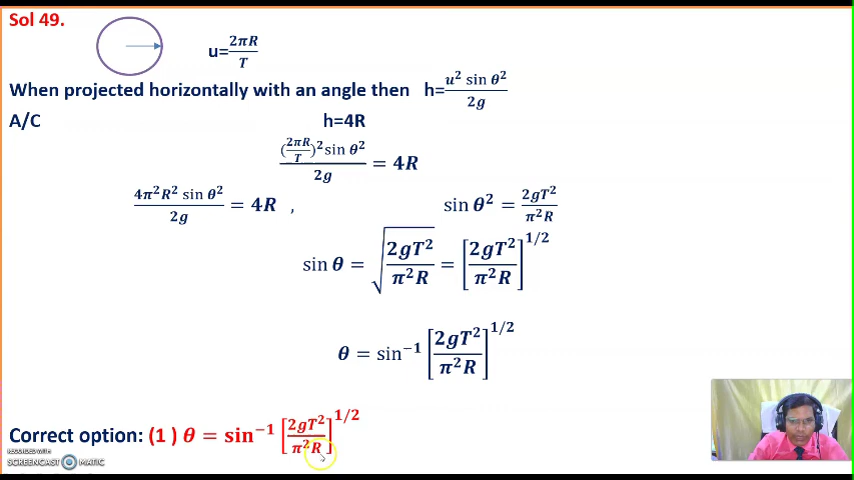 Sol 49.
u=2πR/T
When projected horizontally with an angle then h=u² sin θ²/2g
A/C h=4R
(2πR/T)² sin θ²/2g = 4R
4π²R² sin θ²/2g = 4R , sin θ² = 2gT²/π²R
sin θ = √(2gT²/π²R) = [2gT²/π²R]^1/2
θ = sin⁻¹ [2gT²/π²R]^1/2
Correct option: (1 ) θ = sin⁻¹ [2gT²/π²R]^1/2
RECORDED WITH
SCREENCAST MATIC